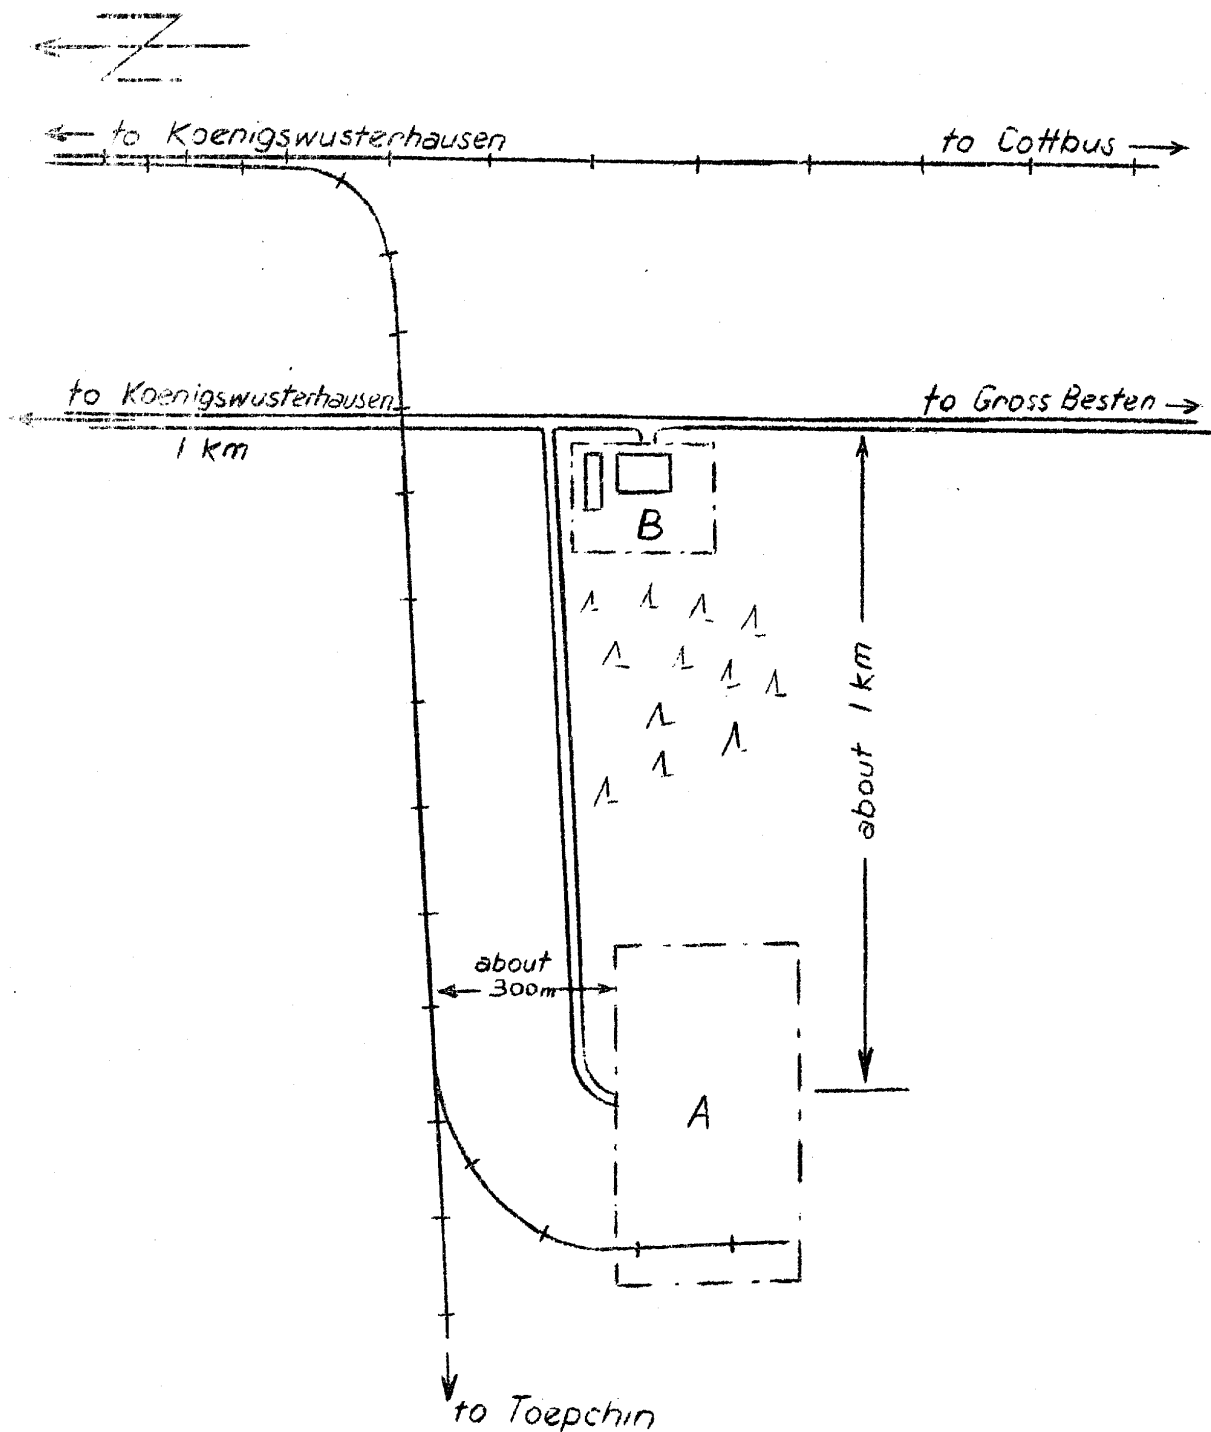 N
to Koenigswusterhausen
to Cottbus
to Koenigswusterhausen
to Gross Besten
1 km
B
about 1 km
about
300m
A
to Toepchin